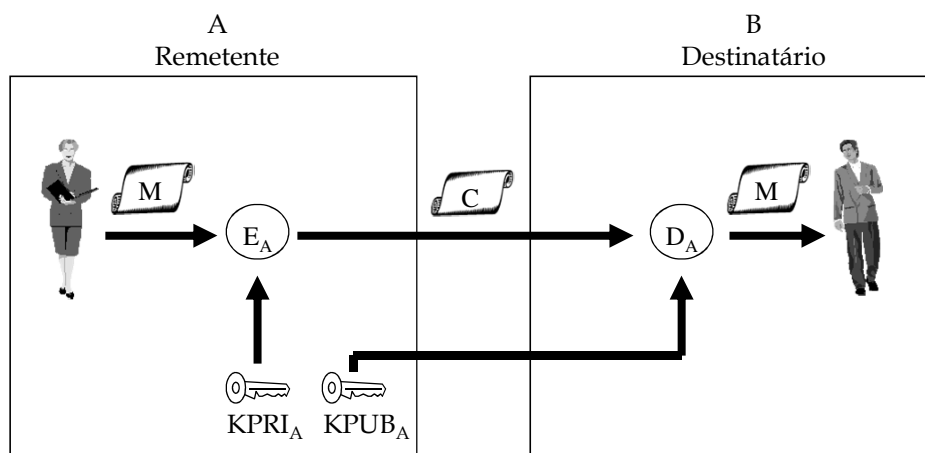 A
Remetente
B
Destinatário
M
C
M
E_A
D_A
KPRI_A
KPUB_A